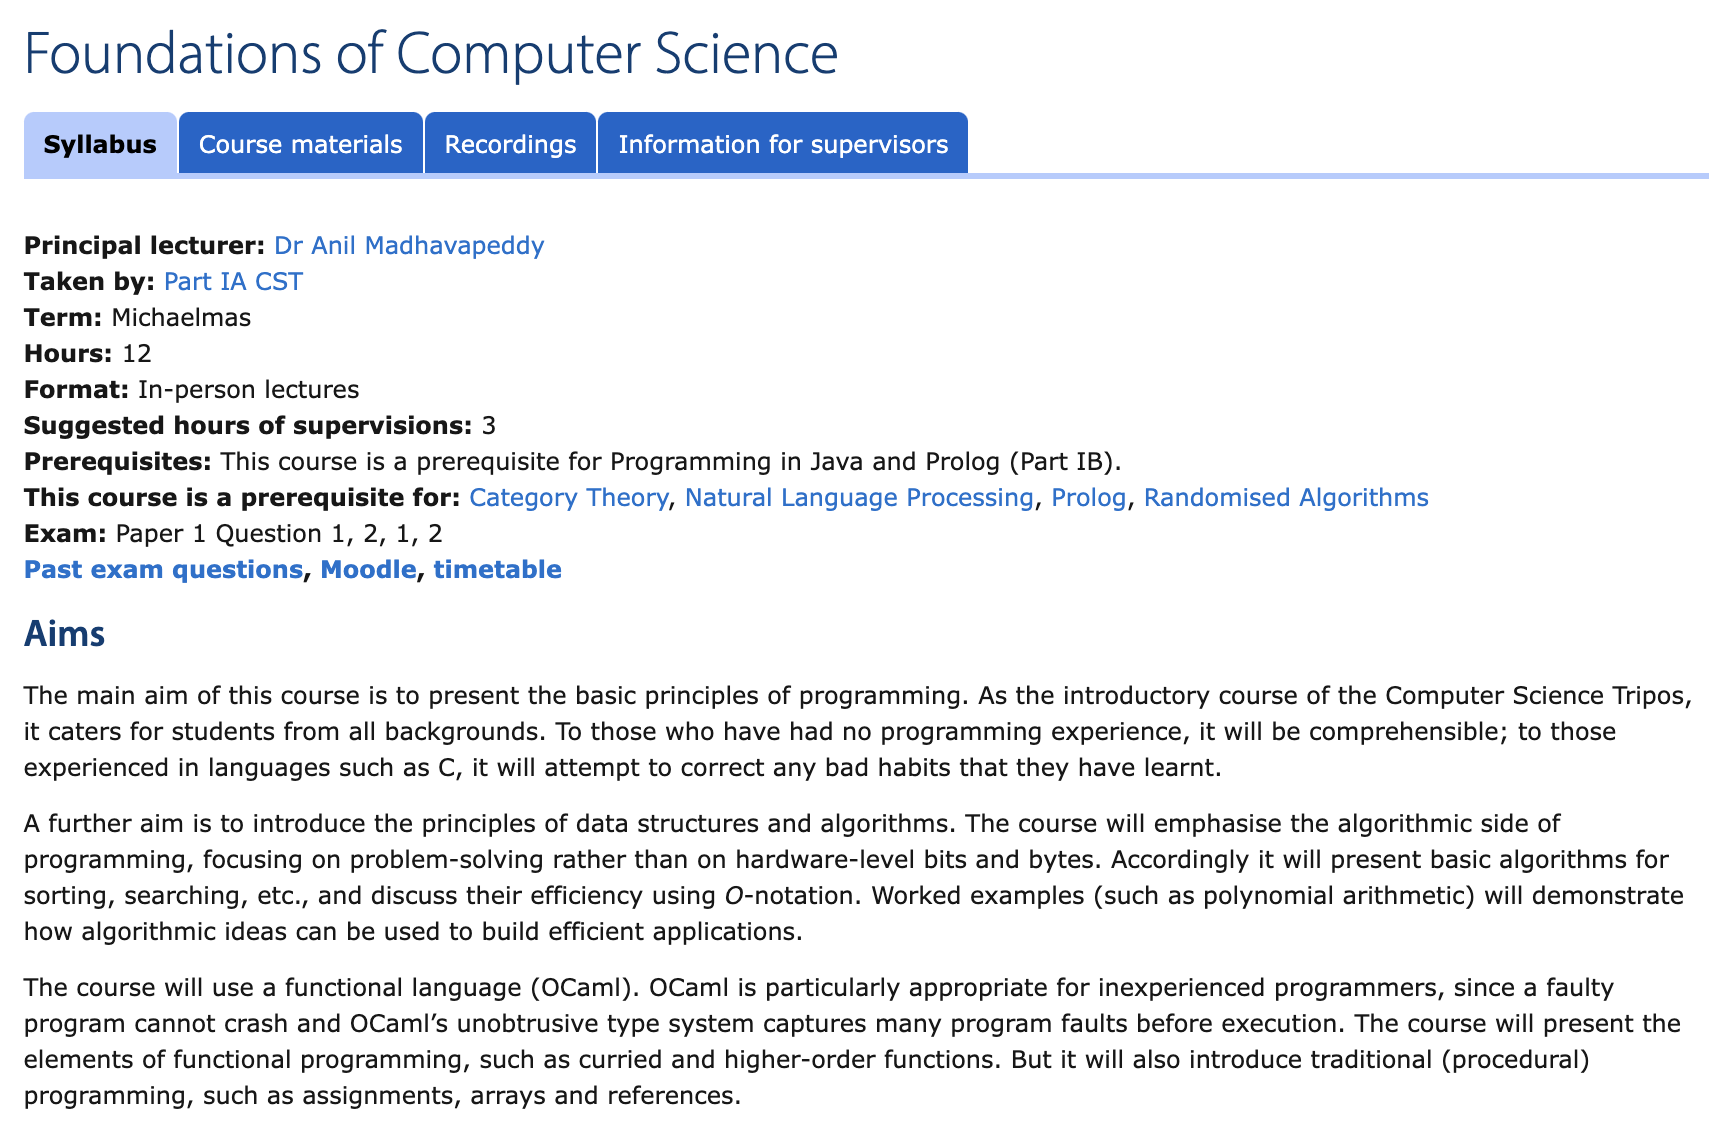 Foundations of Computer Science
Syllabus
Course materials
Recordings
Information for supervisors
Principal lecturer: Dr Anil Madhavapeddy
Taken by: Part IA CST
Term: Michaelmas
Hours: 12
Format: In-person lectures
Suggested hours of supervisions: 3
Prerequisites: This course is a prerequisite for Programming in Java and Prolog (Part IB).
This course is a prerequisite for: Category Theory, Natural Language Processing, Prolog, Randomised Algorithms
Exam: Paper 1 Question 1, 2, 1, 2
Past exam questions, Moodle, timetable
Aims
The main aim of this course is to present the basic principles of programming. As the introductory course of the Computer Science Tripos,
it caters for students from all backgrounds. To those who have had no programming experience, it will be comprehensible; to those
experienced in languages such as C, it will attempt to correct any bad habits that they have learnt.
A further aim is to introduce the principles of data structures and algorithms. The course will emphasise the algorithmic side of
programming, focusing on problem-solving rather than on hardware-level bits and bytes. Accordingly it will present basic algorithms for
sorting, searching, etc., and discuss their efficiency using O-notation. Worked examples (such as polynomial arithmetic) will demonstrate
how algorithmic ideas can be used to build efficient applications.
The course will use a functional language (OCaml). OCaml is particularly appropriate for inexperienced programmers, since a faulty
program cannot crash and OCaml’s unobtrusive type system captures many program faults before execution. The course will present the
elements of functional programming, such as curried and higher-order functions. But it will also introduce traditional (procedural)
programming, such as assignments, arrays and references.